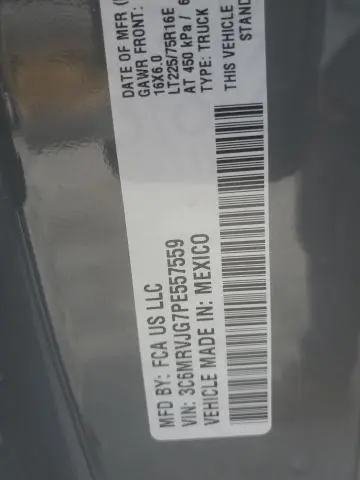 MFD BY: FCA US LLC
DATE OF MFR
GAWR FRONT:
16X6.0
LT225/75R16E
AT 450 kPa /
VIN: 3C6MRVJG7PE557559
TYPE: TRUCK
VEHICLE MADE IN: MEXICO
THIS VEHICLE
STAND